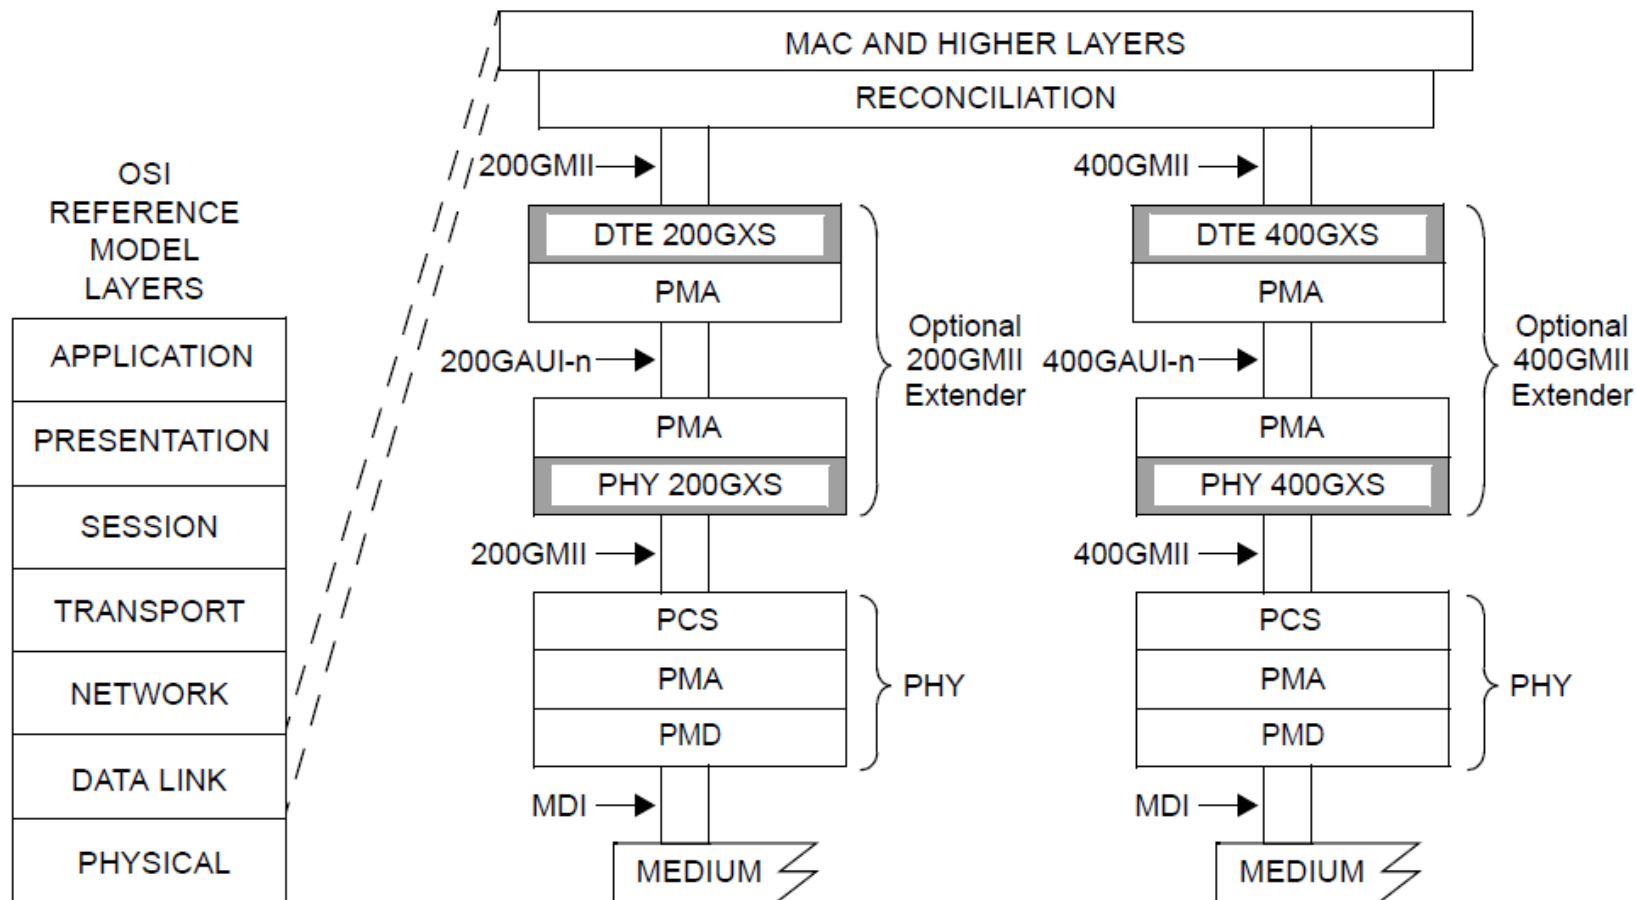 MAC AND HIGHER LAYERS
RECONCILIATION
OSI
REFERENCE
MODEL
LAYERS
APPLICATION
PRESENTATION
SESSION
TRANSPORT
NETWORK
DATA LINK
PHYSICAL
200GMII
DTE 200GXS
PMA
200GAUI-n
PMA
PHY 200GXS
Optional
200GMII
Extender
200GMII
PCS
PMA
PMD
PHY
MDI
MEDIUM
400GMII
DTE 400GXS
PMA
400GAUI-n
PMA
PHY 400GXS
Optional
400GMII
Extender
400GMII
PCS
PMA
PMD
PHY
MDI
MEDIUM